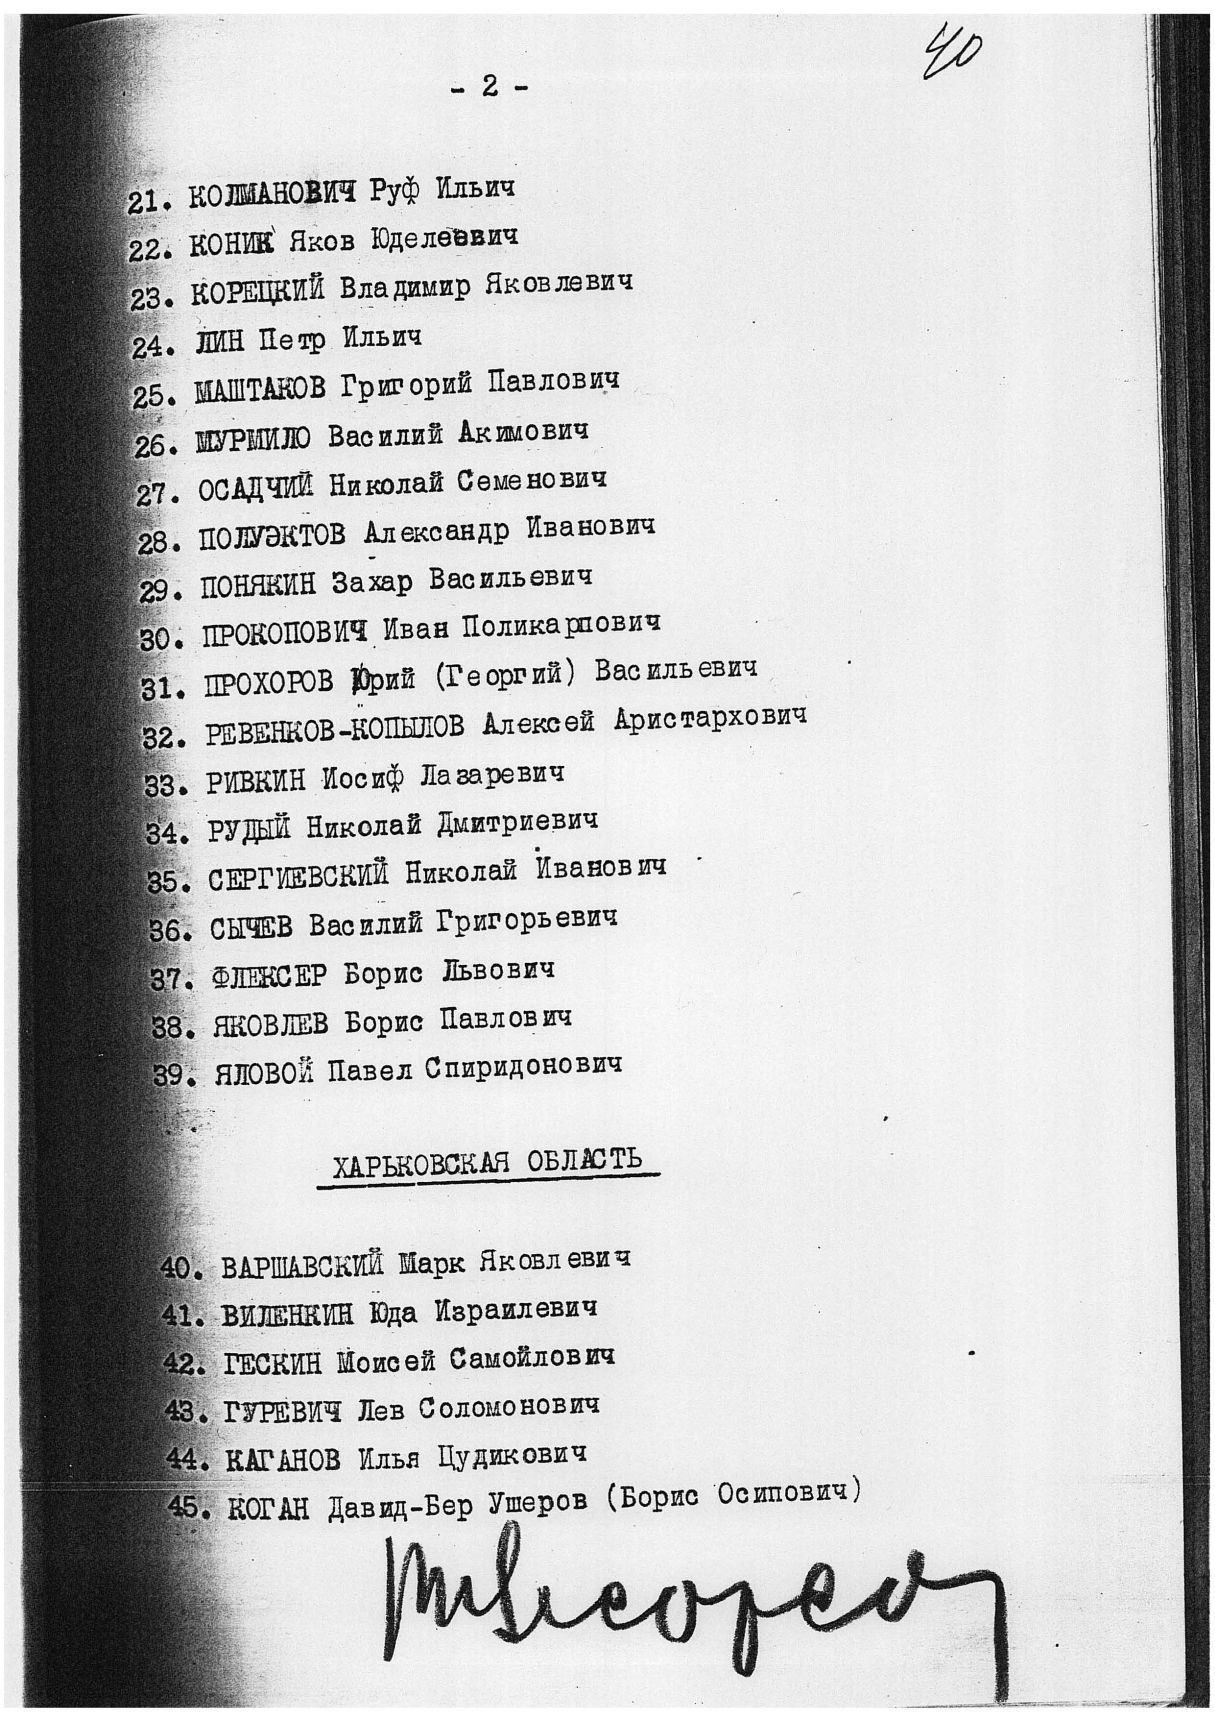 40
- 2 -
21. КОЛМАНОВИЧ Руф Ильич
22. КОНИК Яков Юделеевич
23. КОРЕЦКИЙ Владимир Яковлевич
24. ЛИН Петр Ильич
25. МАШТАКОВ Григорий Павлович
26. МУРМИЛО Василий Акимович
27. ОСАДЧИЙ Николай Семенович
28. ПОЛУЭКТОВ Александр Иванович
29. ПОНЯКИН Захар Васильевич
30. ПРОКОПОВИЧ Иван Поликарпович
31. ПРОХОРОВ Юрий (Георгий) Васильевич
32. РЕВЕНКОВ-КОПЫЛОВ Алексей Аристархович
33. РИВКИН Иосиф Лазаревич
34. РУДЫЙ Николай Дмитриевич
35. СЕРГИЕВСКИЙ Николай Иванович
36. СЫЧЕВ Василий Григорьевич
37. ФЛЕКСЕР Борис Львович
38. ЯКОВЛЕВ Борис Павлович
39. ЯЛОВОЙ Павел Спиридонович
ХАРЬКОВСКАЯ ОБЛАСТЬ
40. ВАРШАВСКИЙ Марк Яковлевич
41. ВИЛЕНКИН Юда Израилевич
42. ГЕСКИН Моисей Самойлович
43. ГУРЕВИЧ Лев Соломонович
44. КАГАНОВ Илья Цудикович
45. КОГАН Давид-Бер Ушеров (Борис Осипович)